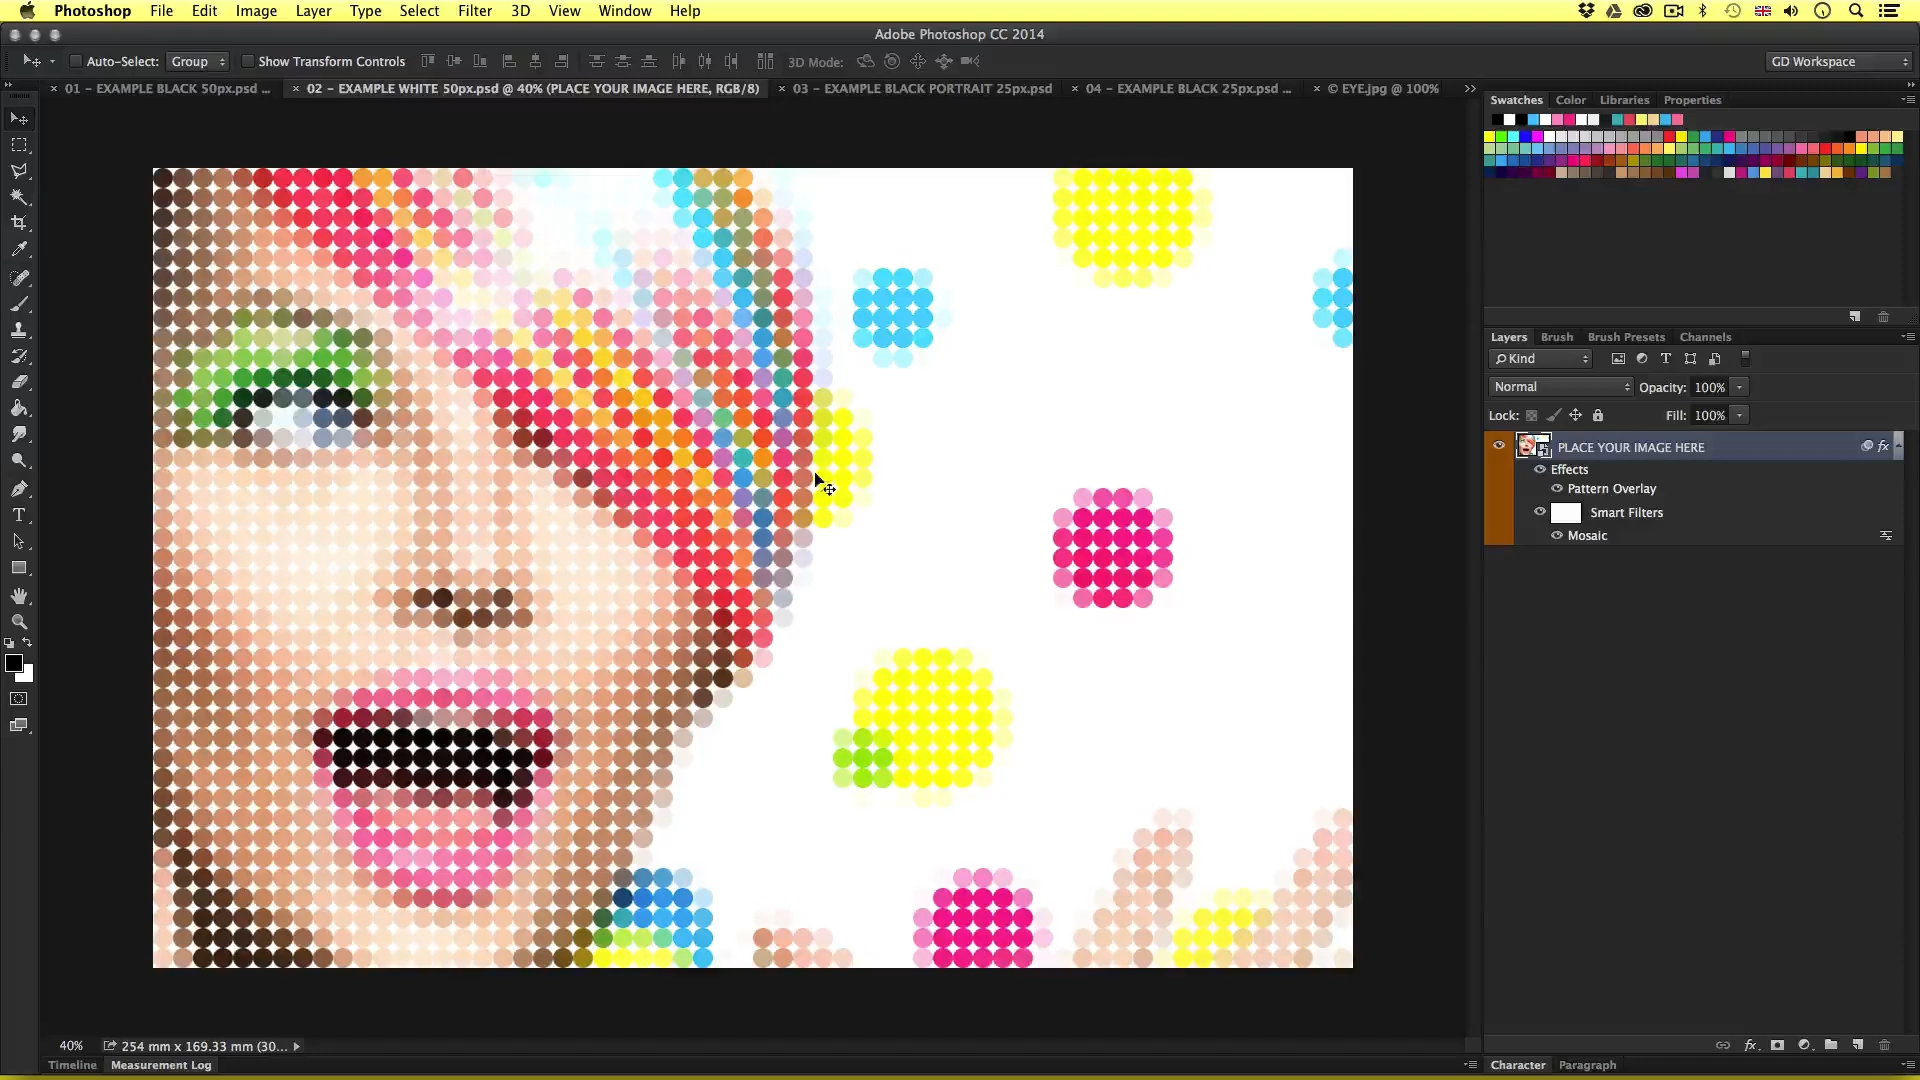 Photoshop File Edit Image Layer Type Select Filter 3D View Window Help
Adobe Photoshop CC 2014
Auto-Select: Group Show Transform Controls 3D Mode: GD Workspace
× 01 - EXAMPLE BLACK 50px.psd ... × 02 - EXAMPLE WHITE 50px.psd @ 40% (PLACE YOUR IMAGE HERE, RGB/8) × 03 - EXAMPLE BLACK PORTRAIT 25px.psd × 04 - EXAMPLE BLACK 25px.psd ... × © EYE.jpg @ 100%
Swatches Color Libraries Properties
Layers Brush Brush Presets Channels
Kind
Normal Opacity: 100%
Lock: Fill: 100%
PLACE YOUR IMAGE HERE fx
Effects
Pattern Overlay
Smart Filters
Mosaic
40% 254 mm x 169.33 mm (30...
Timeline Measurement Log
fx
Character Paragraph